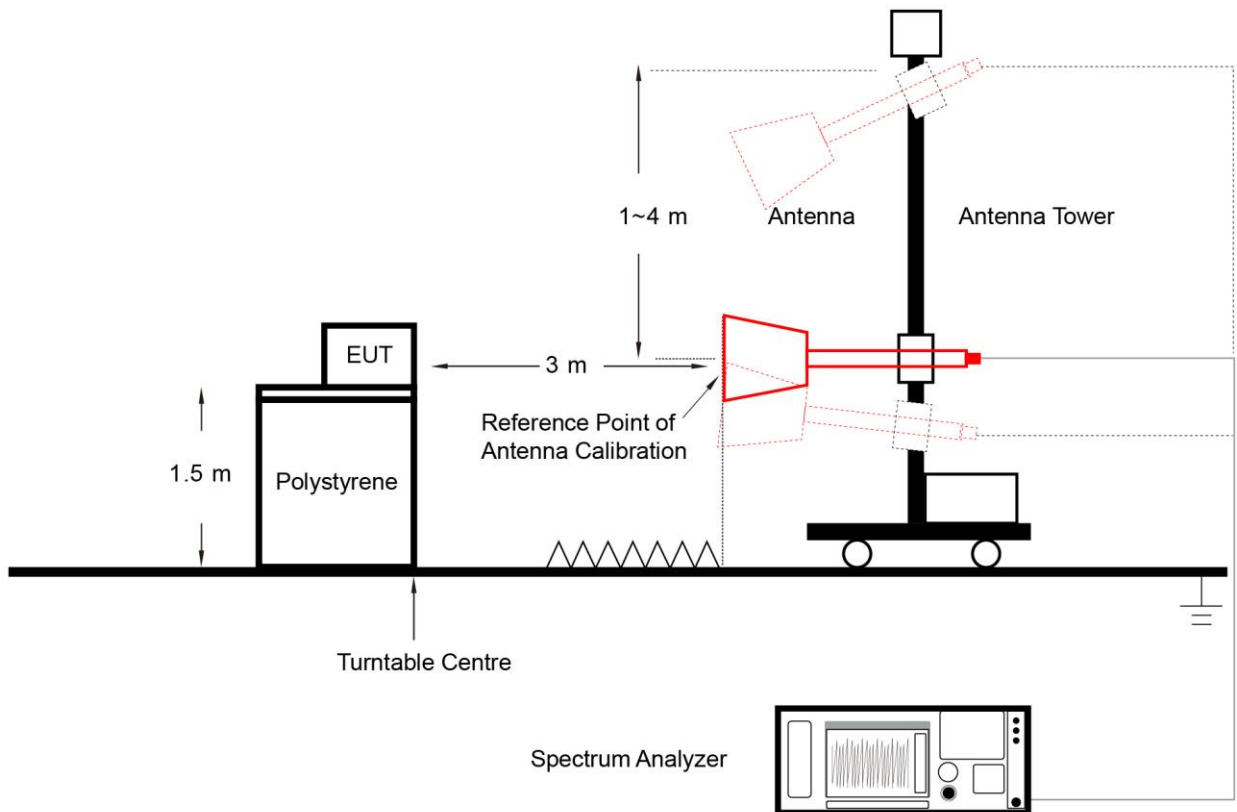 1~4 m
Antenna
Antenna Tower
EUT
3 m
Reference Point of
Antenna Calibration
1.5 m
Polystyrene
Turntable Centre
Spectrum Analyzer